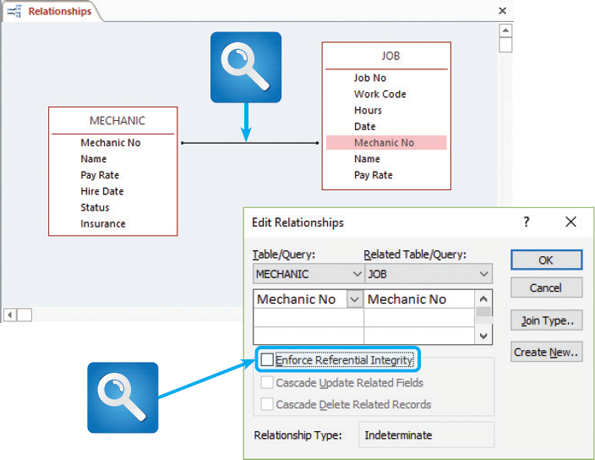 Relationships
MECHANIC
Mechanic No
Name
Pay Rate
Hire Date
Status
Insurance
JOB
Job No
Work Code
Hours
Date
Mechanic No
Name
Pay Rate
Edit Relationships
Table/Query: Related Table/Query:
MECHANIC JOB
Mechanic No Mechanic No
Enforce Referential Integrity
Cascade Update Related Fields
Cascade Delete Related Records
Relationship Type: Indeterminate
OK
Cancel
Join Type..
Create New..